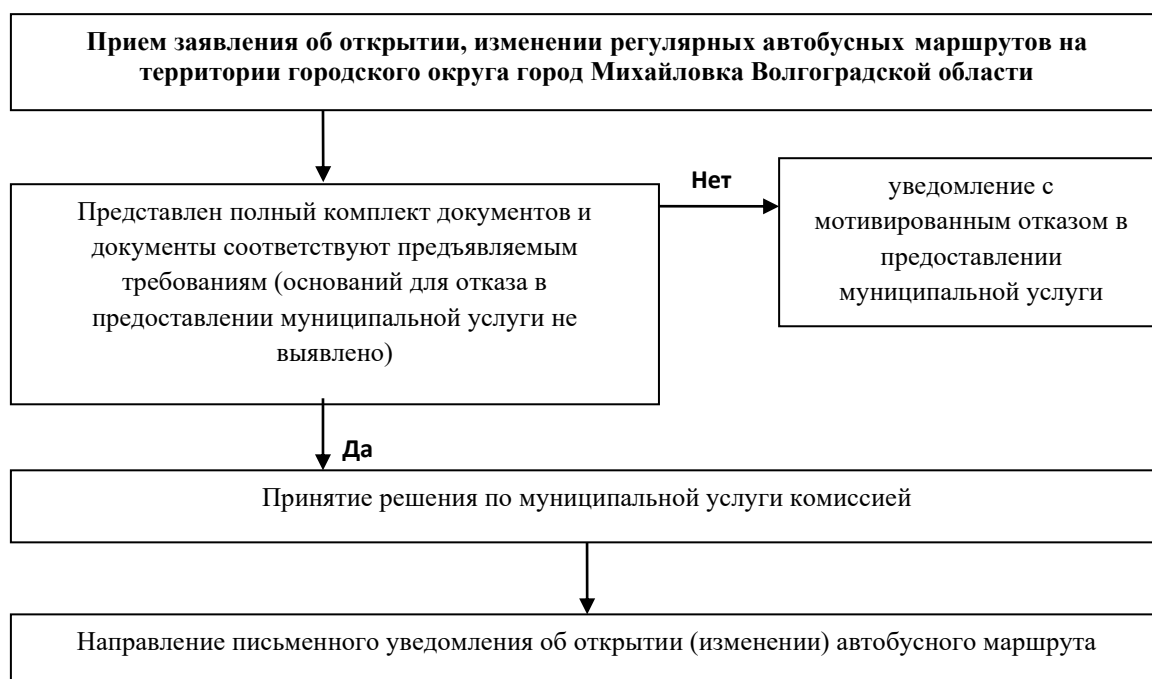 Прием заявления об открытии, изменении регулярных автобусных маршрутов на
территории городского округа город Михайловка Волгоградской области
Представлен полный комплект документов и
документы соответствуют предъявляемым
требованиям (оснований для отказа в
предоставлении муниципальной услуги не
выявлено)
Нет
уведомление с
мотивированным отказом в
предоставлении
муниципальной услуги
Да
Принятие решения по муниципальной услуги комиссией
Направление письменного уведомления об открытии (изменении) автобусного маршрута